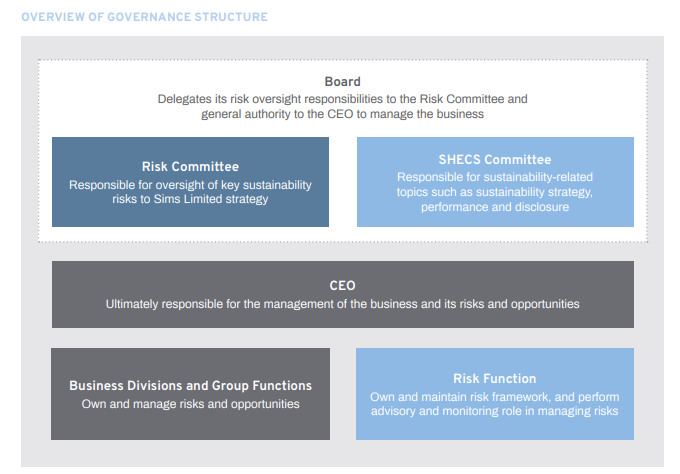 OVERVIEW OF GOVERNANCE STRUCTURE
Board
Delegates its risk oversight responsibilities to the Risk Committee and
general authority to the CEO to manage the business
Risk Committee
Responsible for oversight of key sustainability
risks to Sims Limited strategy
SHECS Committee
Responsible for sustainability-related
topics such as sustainability strategy,
performance and disclosure
CEO
Ultimately responsible for the management of the business and its risks and opportunities
Business Divisions and Group Functions
Own and manage risks and opportunities
Risk Function
Own and maintain risk framework, and perform
advisory and monitoring role in managing risks